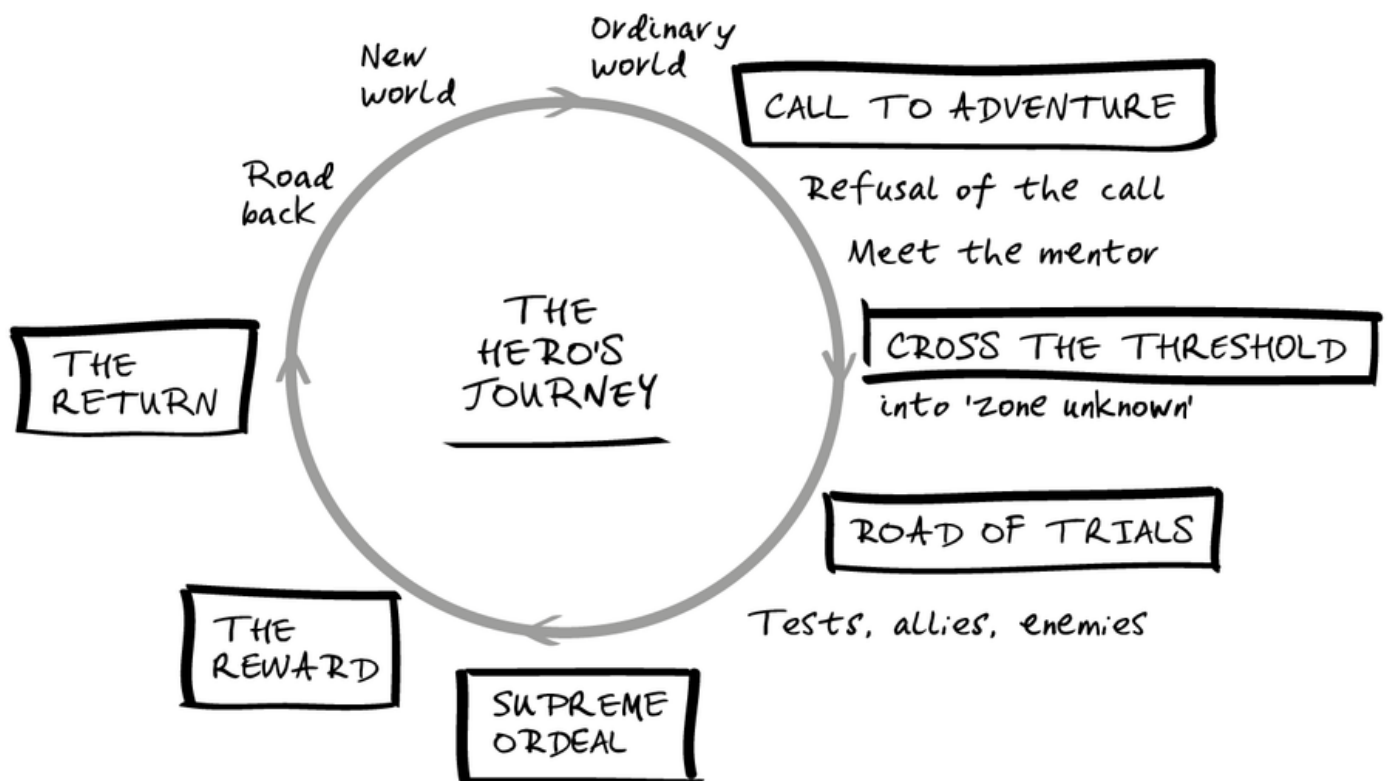 THE
HERO'S
JOURNEY
Ordinary
world
CALL TO ADVENTURE
Refusal of the call
Meet the mentor
CROSS THE THRESHOLD
into 'zone unknown'
ROAD OF TRIALS
Tests, allies, enemies
SUPREME
ORDEAL
THE
REWARD
THE
RETURN
Road
back
New
world